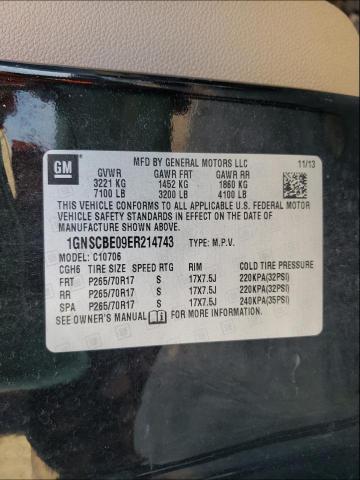 GM
MFD BY GENERAL MOTORS LLC 11/13
GVWR GAWR FRT GAWR RR
3221 KG 1452 KG 1860 KG
7100 LB 3200 LB 4100 LB
THIS VEHICLE CONFORMS TO ALL APPLICABLE U.S. FEDERAL MOTOR
VEHICLE SAFETY STANDARDS IN EFFECT ON THE DATE OF
MANUFACTURE SHOWN ABOVE.
1GNSCBE09ER214743 TYPE: M.P.V.
MODEL: C10706
CGH6 TIRE SIZE SPEED RTG RIM COLD TIRE PRESSURE
FRT P265/70R17 S 17X7.5J 220KPA(32PSI)
RR P265/70R17 S 17X7.5J 220KPA(32PSI)
SPA P265/70R17 S 17X7.5J 240KPA(35PSI)
SEE OWNER'S MANUAL FOR MORE INFORMATION.